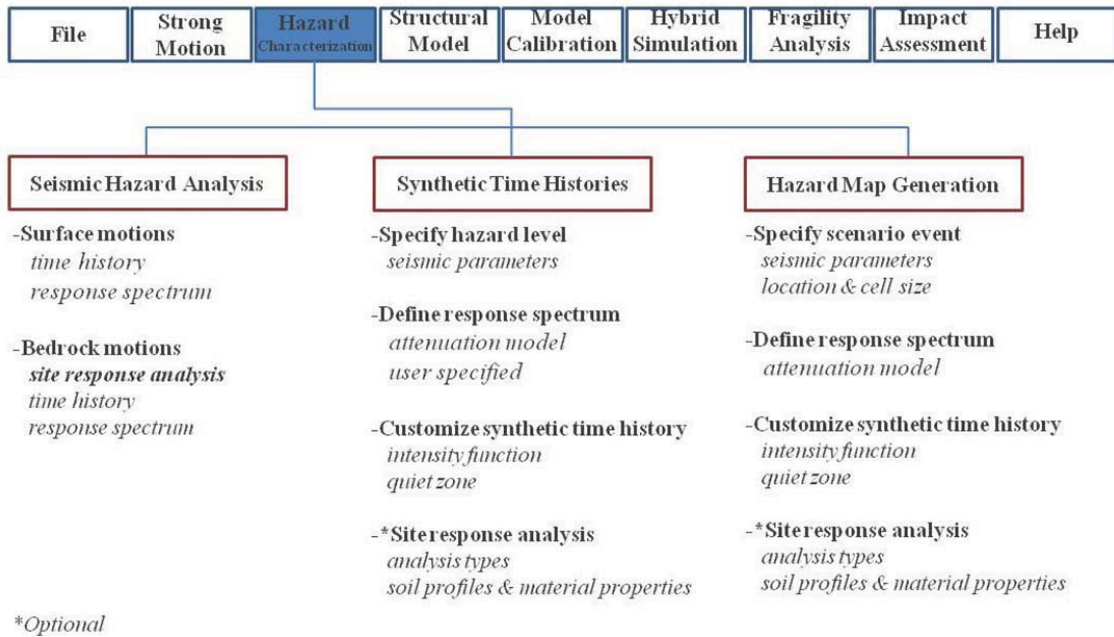 File
Strong
Motion
Hazard
Characterization
Structural
Model
Model
Calibration
Hybrid
Simulation
Fragility
Analysis
Impact
Assessment
Help
Seismic Hazard Analysis
-Surface motions
time history
response spectrum
-Bedrock motions
site response analysis
time history
response spectrum
Synthetic Time Histories
-Specify hazard level
seismic parameters
-Define response spectrum
attenuation model
user specified
-Customize synthetic time history
intensity function
quiet zone
-*Site response analysis
analysis types
soil profiles & material properties
Hazard Map Generation
-Specify scenario event
seismic parameters
location & cell size
-Define response spectrum
attenuation model
-Customize synthetic time history
intensity function
quiet zone
-*Site response analysis
analysis types
soil profiles & material properties
*Optional